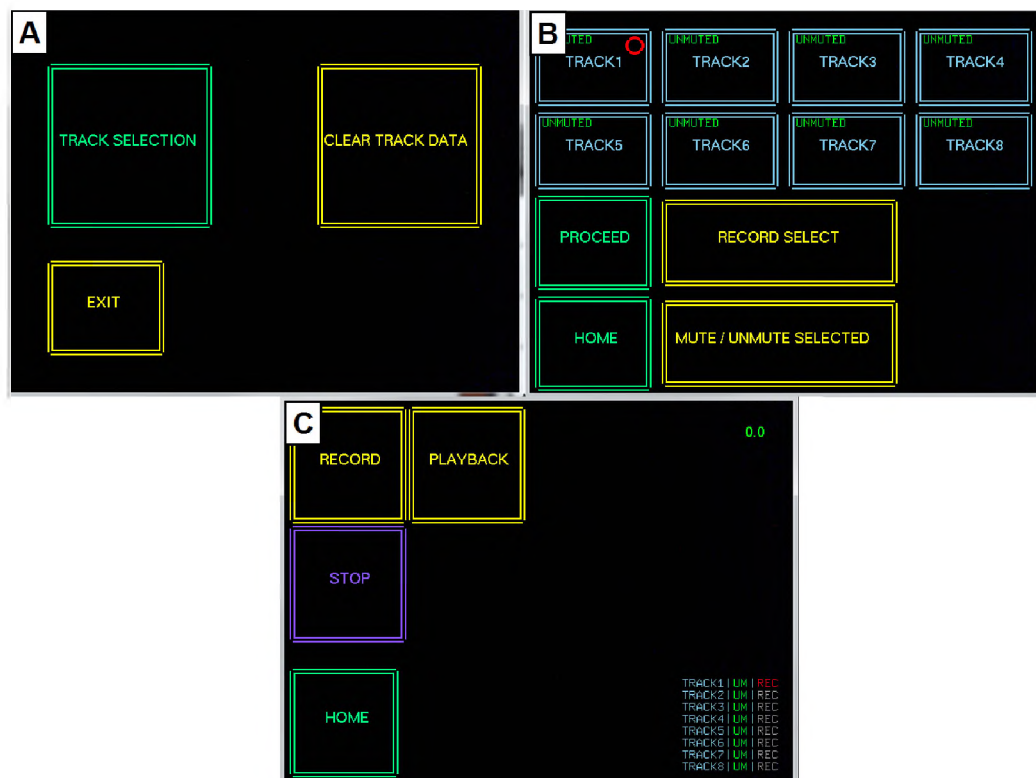 A
TRACK SELECTION
CLEAR TRACK DATA
EXIT
B
UNMUTED UNMUTED UNMUTED
TRACK1 TRACK2 TRACK3 TRACK4
UNMUTED UNMUTED UNMUTED UNMUTED
TRACK5 TRACK6 TRACK7 TRACK8
PROCEED
RECORD SELECT
HOME
MUTE / UNMUTE SELECTED
C
RECORD
PLAYBACK
0.0
STOP
HOME
TRACK1|UM|REC
TRACK2|UM|REC
TRACK3|UM|REC
TRACK4|UM|REC
TRACK5|UM|REC
TRACK6|UM|REC
TRACK7|UM|REC
TRACK8|UM|REC